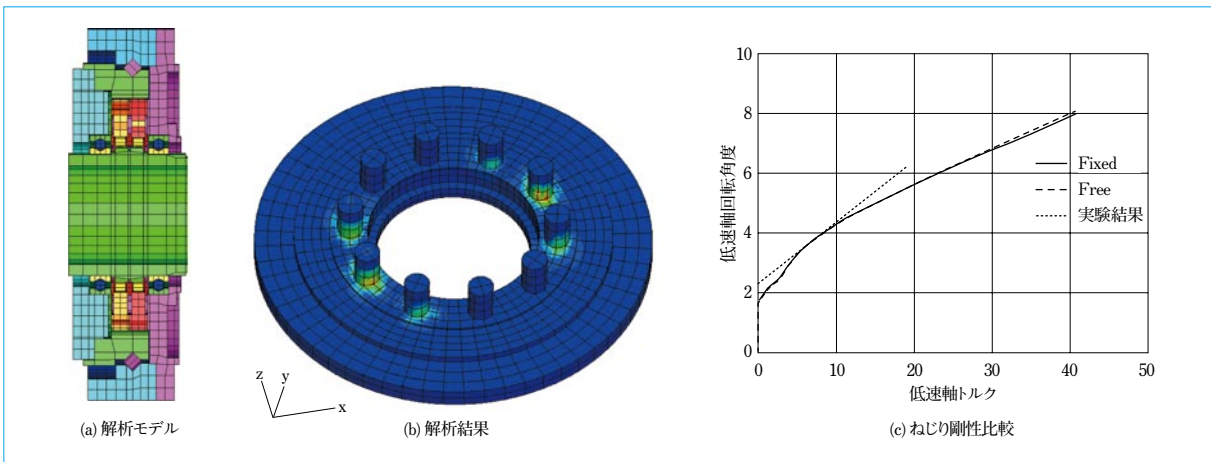 z
y
x
(a) 解析モデル
(b) 解析結果
10
8
6
4
2
0
低速軸回転角度
Fixed
Free
実験結果
0 10 20 30 40 50
低速軸トルク
(c) ねじり剛性比較